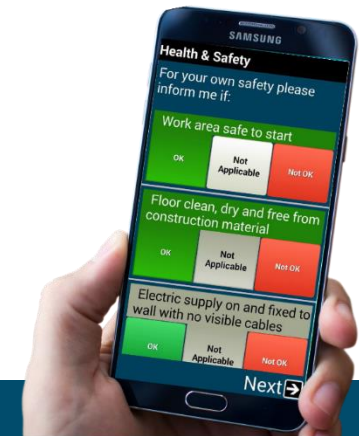 SAMSUNG
Health & Safety
For your own safety please
inform me if:
Work area safe to start
OK
Not
Applicable
Not OK
Floor clean, dry and free from
construction material
OK
Not
Applicable
Not OK
Electric supply on and fixed to
wall with no visible cables
OK
Not
Applicable
Not OK
Next